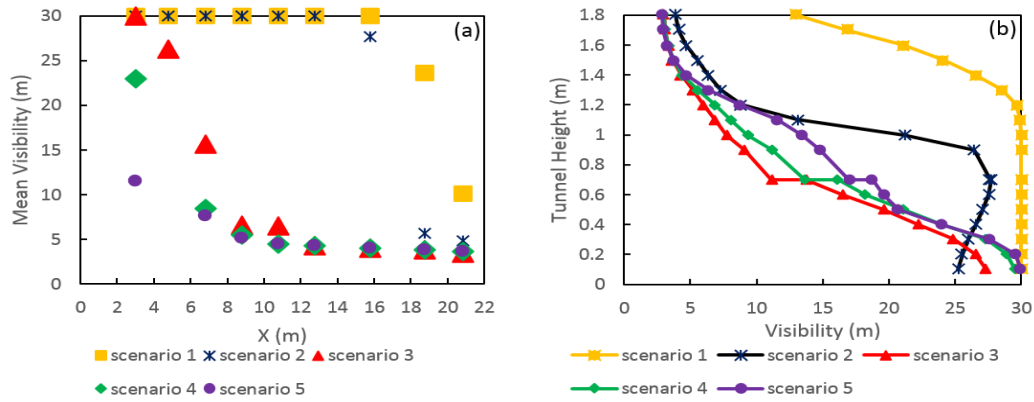 (a)
Mean Visibility (m)
30
25
20
15
10
5
0
0 2 4 6 8 10 12 14 16 18 20 22
X (m)
scenario 1 scenario 2 scenario 3
scenario 4 scenario 5
(b)
Tunnel Height (m)
1.8
1.6
1.4
1.2
1
0.8
0.6
0.4
0.2
0
0 5 10 15 20 25 30
Visibility (m)
scenario 1 scenario 2 scenario 3
scenario 4 scenario 5